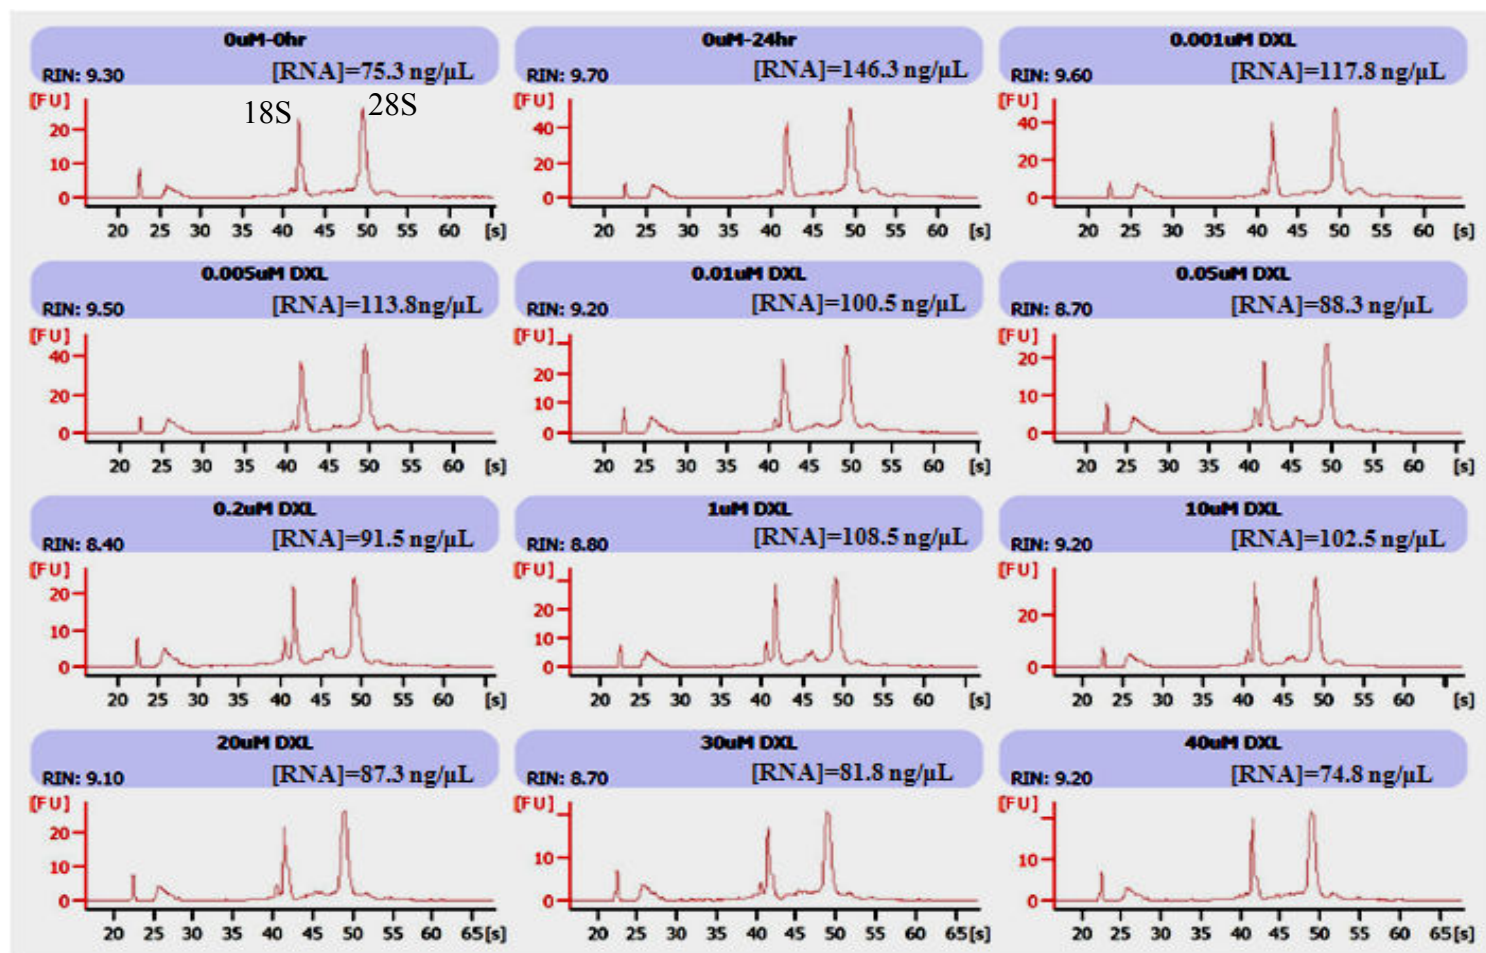 0uM-0hr
RIN: 9.30 [RNA]=75.3 ng/µL
[FU]
18S 28S
20
10
0
20 25 30 35 40 45 50 55 60 [s]
0uM-24hr
RIN: 9.70 [RNA]=146.3 ng/µL
[FU]
40
20
0
20 25 30 35 40 45 50 55 60 [s]
0.001uM DXL
RIN: 9.60 [RNA]=117.8 ng/µL
[FU]
40
20
0
20 25 30 35 40 45 50 55 60 [s]
0.005uM DXL
RIN: 9.50 [RNA]=113.8ng/µL
[FU]
40
20
0
20 25 30 35 40 45 50 55 60 [s]
0.01uM DXL
RIN: 9.20 [RNA]=100.5 ng/µL
[FU]
20
10
0
20 25 30 35 40 45 50 55 60 [s]
0.05uM DXL
RIN: 8.70 [RNA]=88.3 ng/µL
[FU]
20
10
0
20 25 30 35 40 45 50 55 60 [s]
0.2uM DXL
RIN: 8.40 [RNA]=91.5 ng/µL
[FU]
20
10
0
20 25 30 35 40 45 50 55 60 [s]
1uM DXL
RIN: 8.80 [RNA]=108.5 ng/µL
[FU]
20
10
0
20 25 30 35 40 45 50 55 60 [s]
10uM DXL
RIN: 9.20 [RNA]=102.5 ng/µL
[FU]
20
0
20 25 30 35 40 45 50 55 60 [s]
20uM DXL
RIN: 9.10 [RNA]=87.3 ng/µL
[FU]
20
10
0
20 25 30 35 40 45 50 55 60 65[s]
30uM DXL
RIN: 8.70 [RNA]=81.8 ng/µL
[FU]
10
0
20 25 30 35 40 45 50 55 60 65[s]
40uM DXL
RIN: 9.20 [RNA]=74.8 ng/µL
[FU]
10
0
20 25 30 35 40 45 50 55 60 65[s]